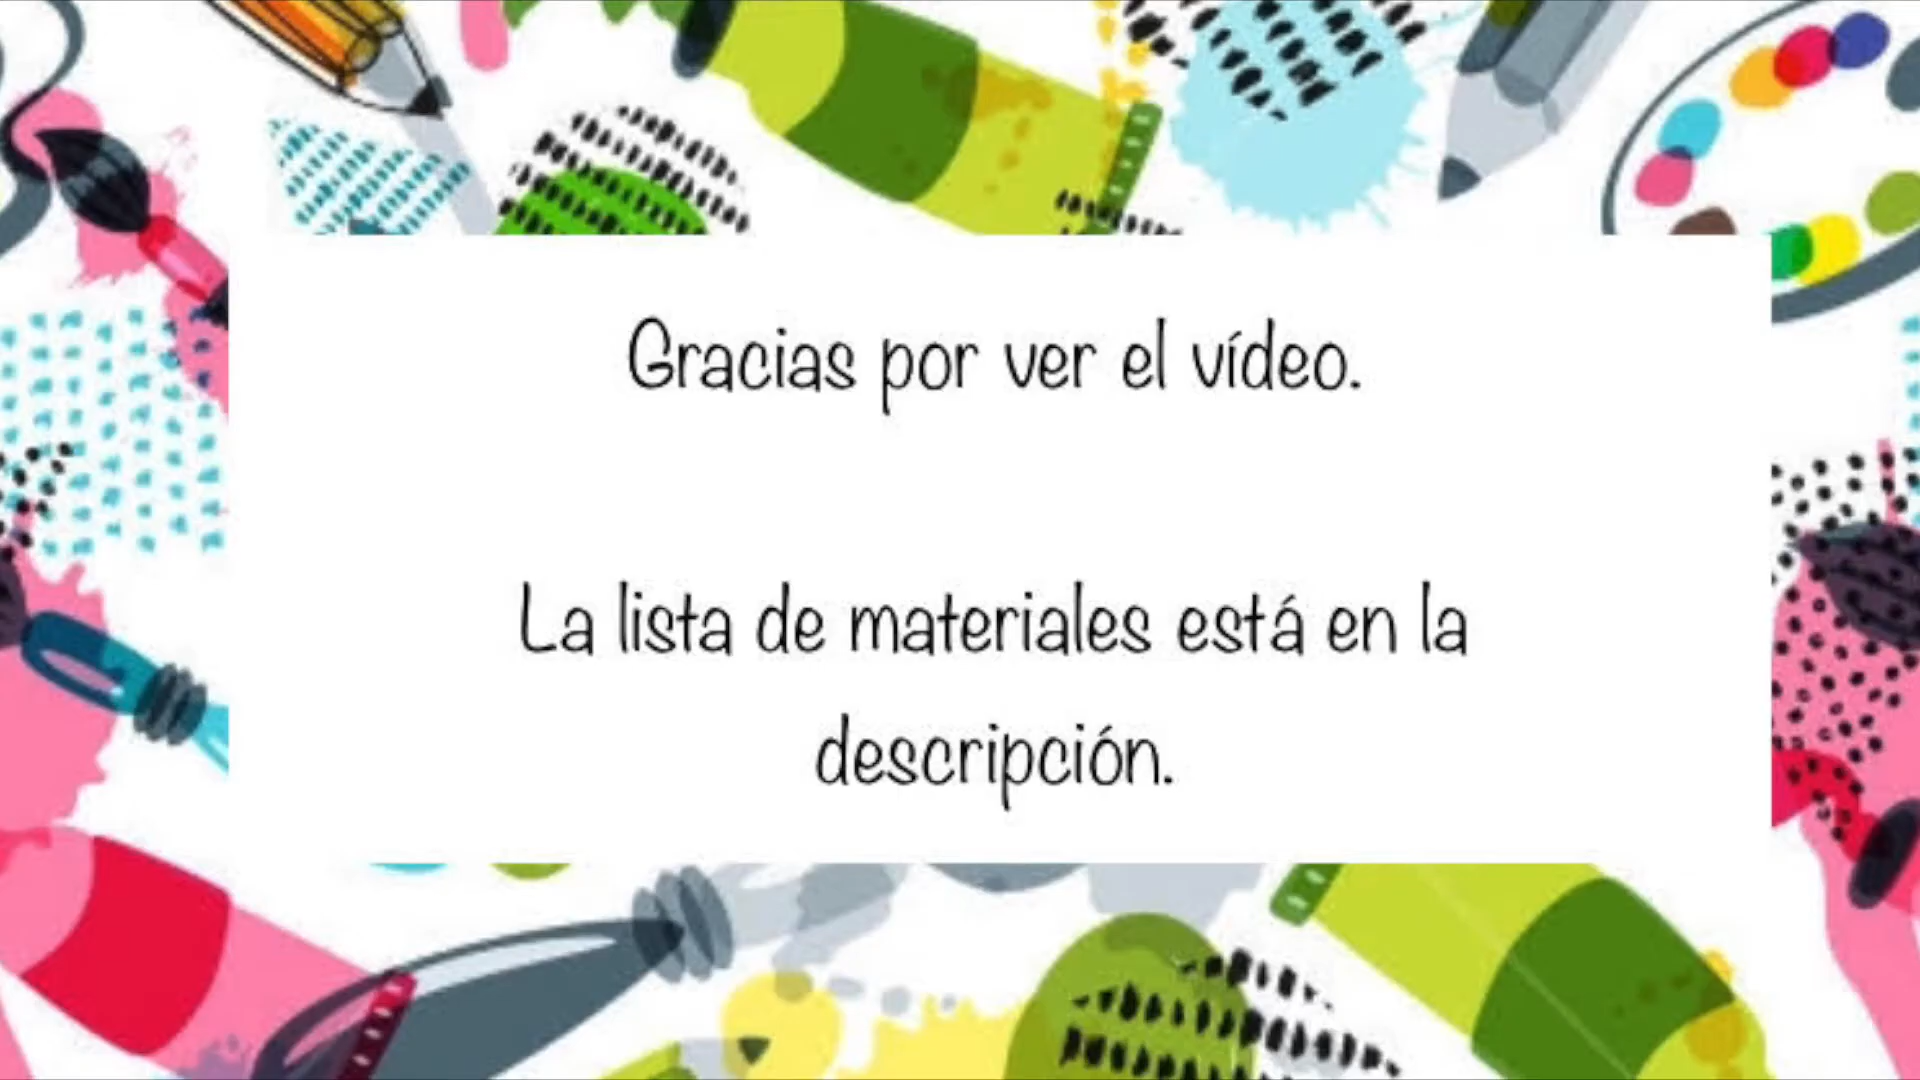 Gracias por ver el vídeo.
La lista de materiales está en la
descripción.